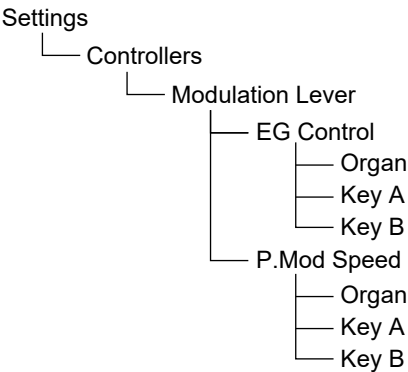 Settings
Controllers
Modulation Lever
EG Control
Organ
Key A
Key B
P.Mod Speed
Organ
Key A
Key B